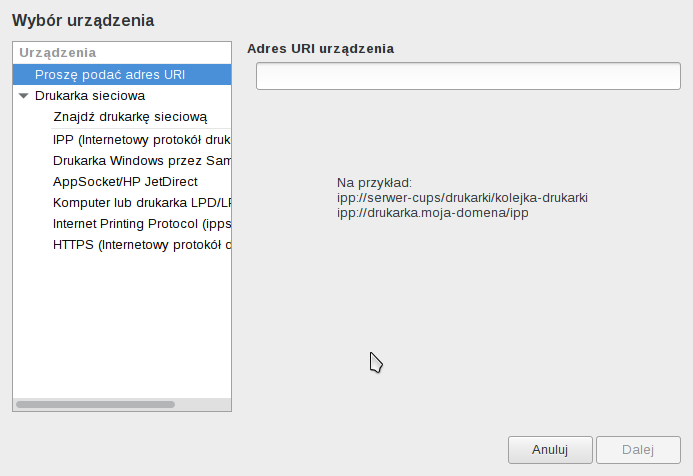 Wybór urządzenia
Urządzenia
Proszę podać adres URI
Drukarka sieciowa
Znajdź drukarkę sieciową
IPP (Internetowy protokół druk
Drukarka Windows przez Sam
AppSocket/HP JetDirect
Komputer lub drukarka LPD/LP
Internet Printing Protocol (ipps
HTTPS (Internetowy protokół d
Adres URI urządzenia
Na przykład:
ipp://serwer-cups/drukarki/kolejka-drukarki
ipp://drukarka.moja-domena/ipp
Anuluj
Dalej